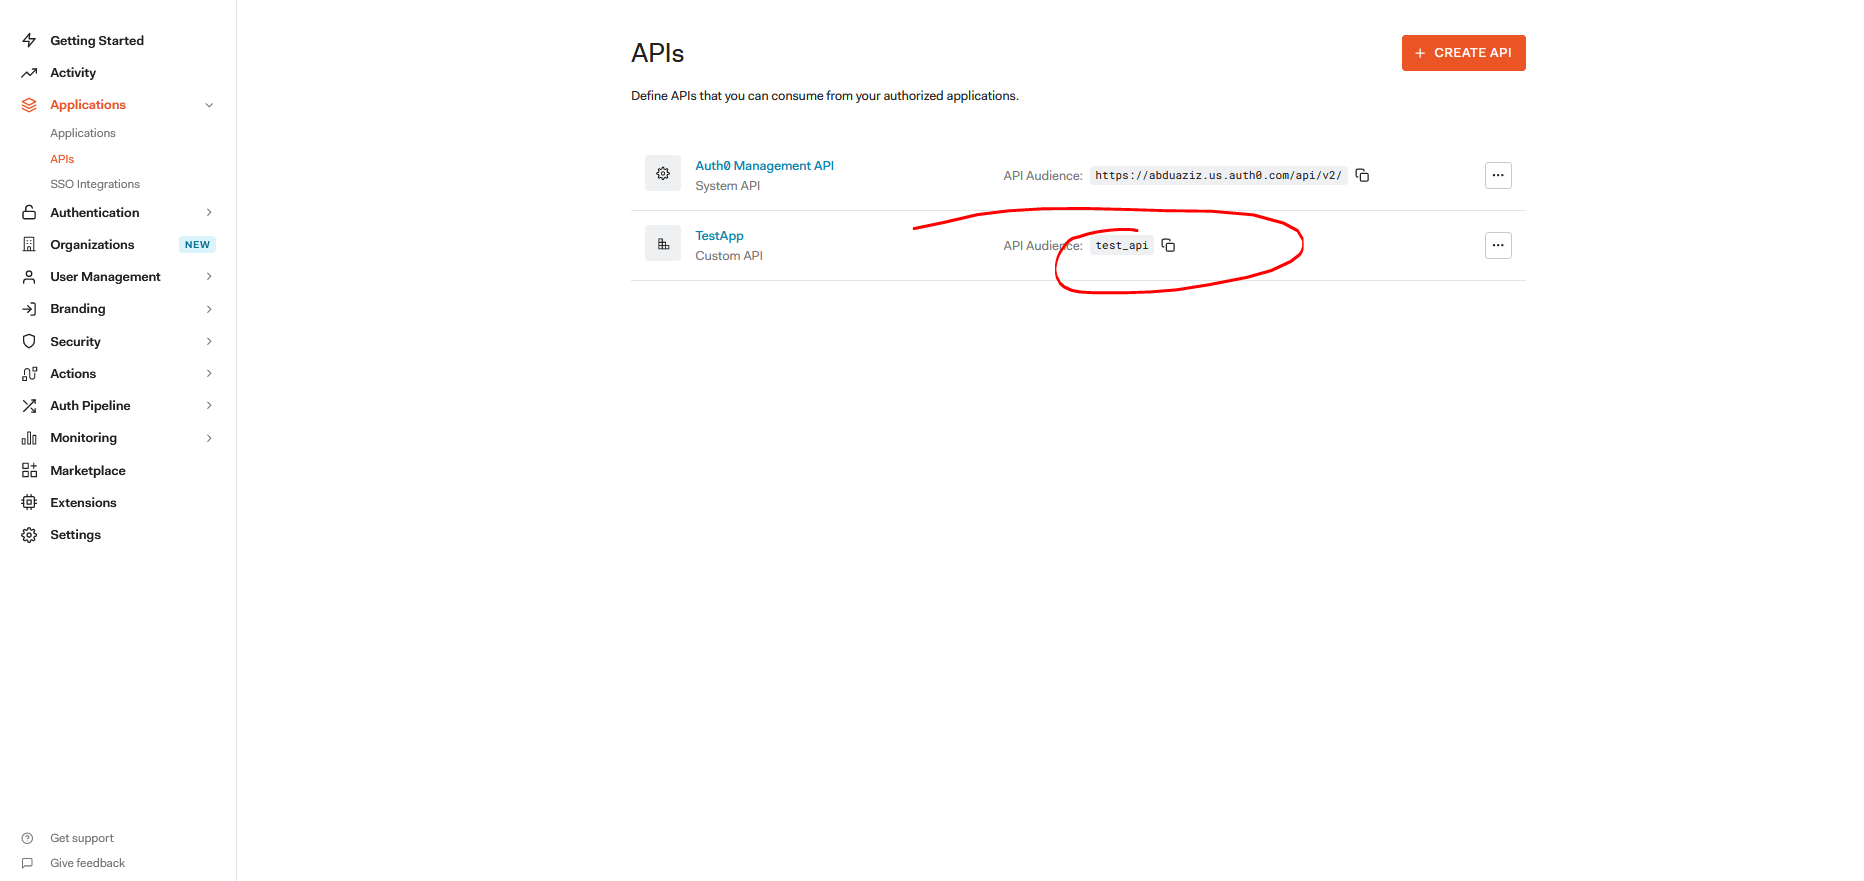 Getting Started
Activity
Applications
Applications
APIs
SSO Integrations
Authentication
Organizations NEW
User Management
Branding
Security
Actions
Auth Pipeline
Monitoring
Marketplace
Extensions
Settings
Get support
Give feedback
APIs
+ CREATE API
Define APIs that you can consume from your authorized applications.
Auth0 Management API
System API
API Audience: https://abduaziz.us.auth0.com/api/v2/
TestApp
Custom API
API Audience: test_api